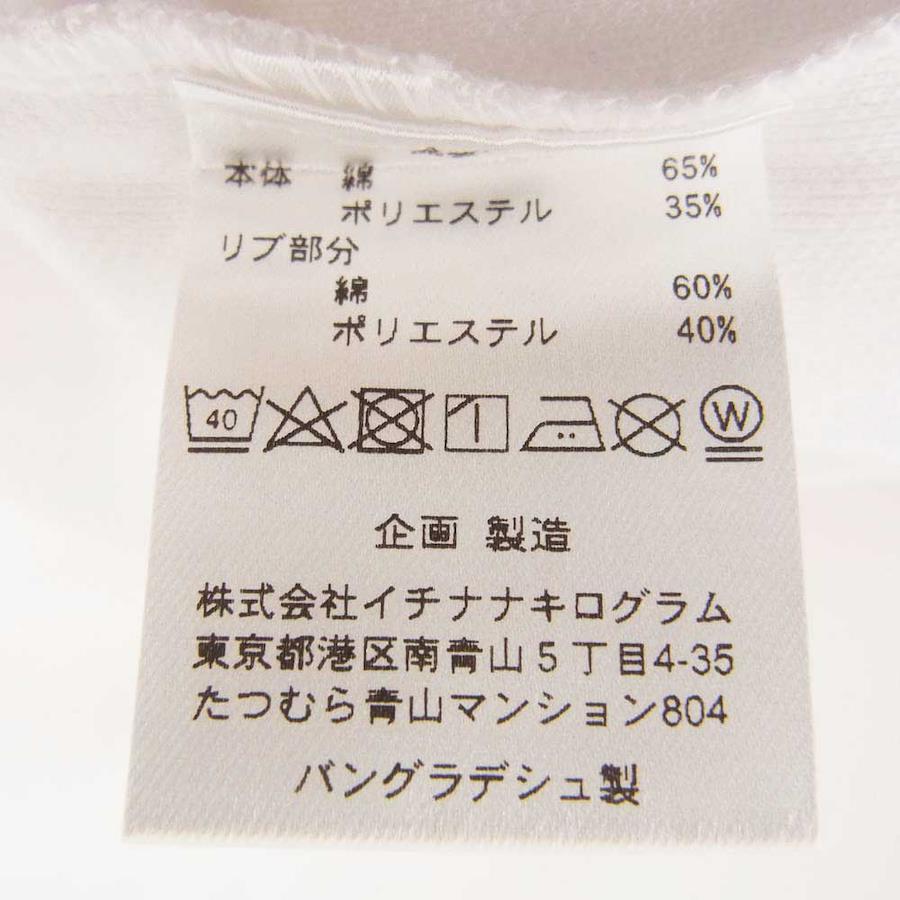 本体 綿 65%
ポリエステル 35%
リブ部分
綿 60%
ポリエステル 40%
40
W
企画 製造
株式会社イチナナキログラム
東京都港区南青山5丁目4-35
たつむら青山マンション804
バングラデシュ製